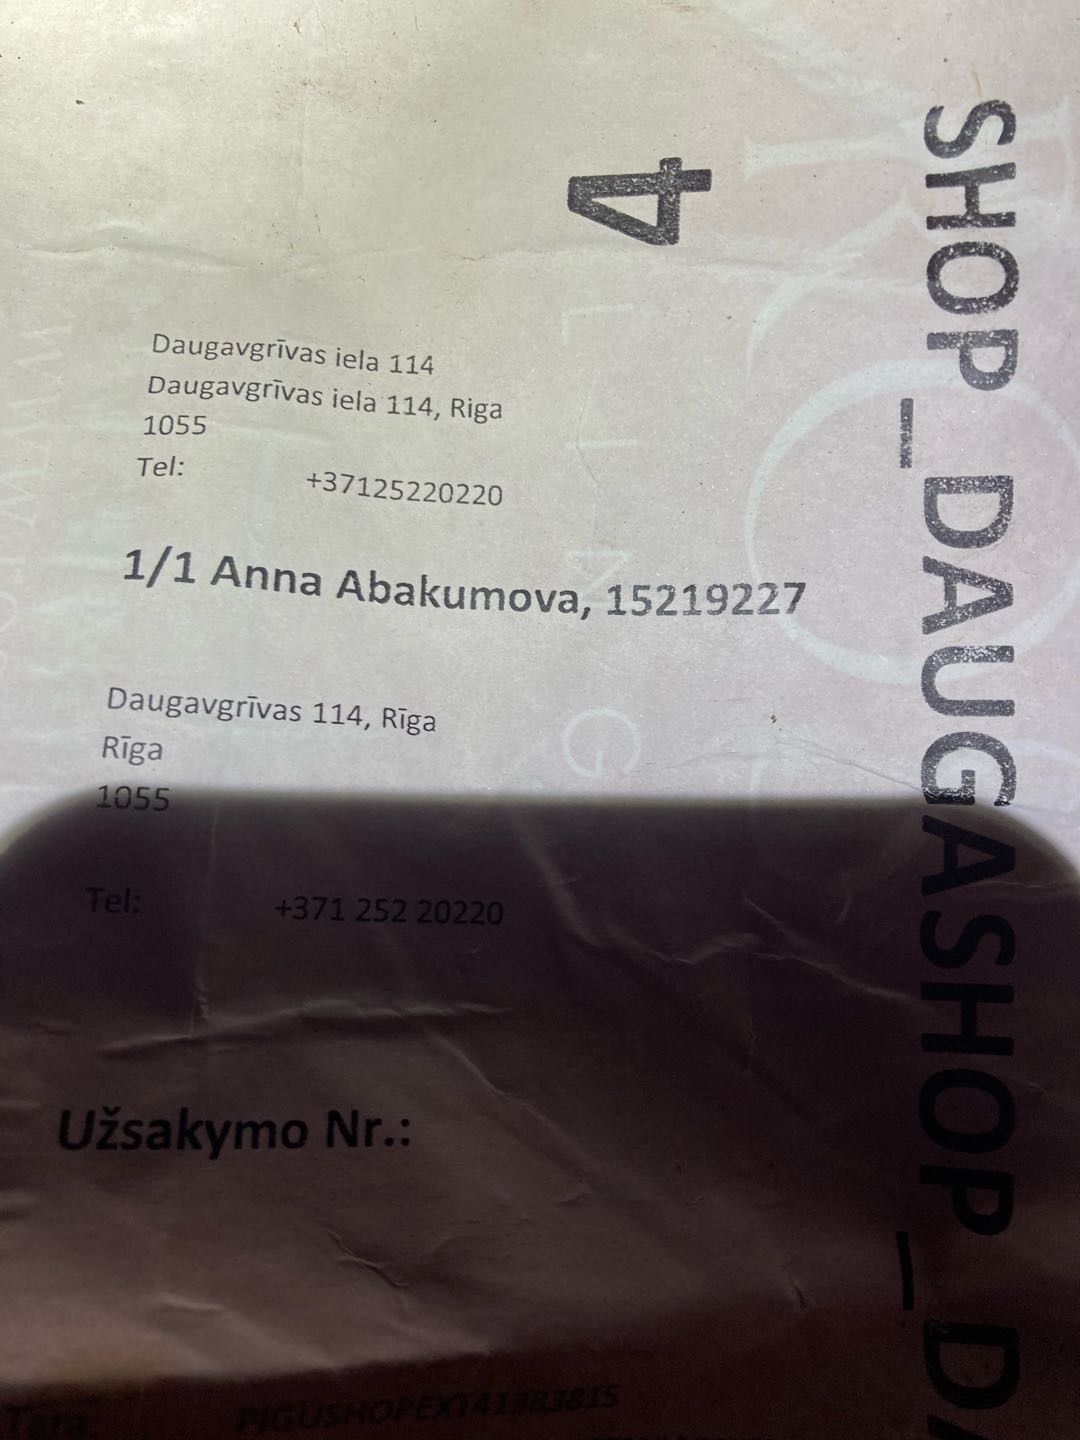 4
SHOP_DAUGASHOP_DA
Daugavgrīvas iela 114
Daugavgrīvas iela 114, Riga
1055
Tel: +37125220220
1/1 Anna Abakumova, 15219227
Daugavgrīvas 114, Rīga
Rīga
1055
Tel: +371 252 20220
Užsakymo Nr.:
Tara: PIGUSHOPEXT41383815